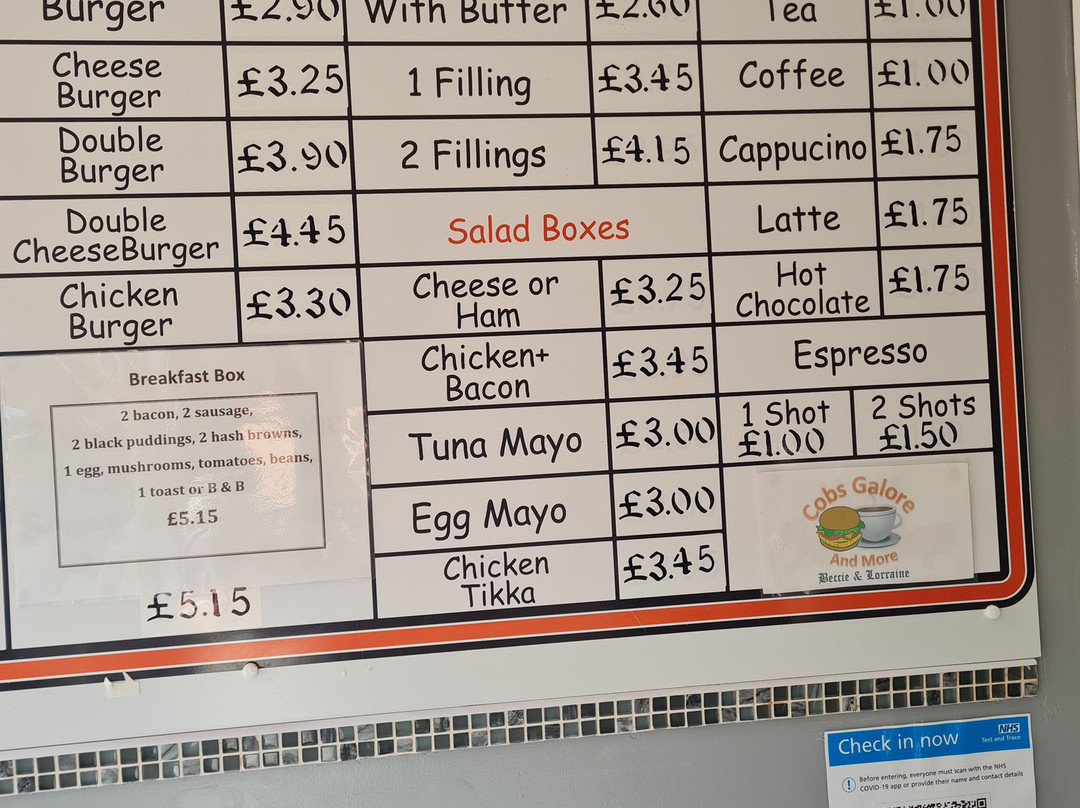 Burger £2.90
Cheese
Burger £3.25
Double
Burger £3.90
Double
CheeseBurger £4.45
Chicken
Burger £3.30
Breakfast Box
2 bacon, 2 sausage,
2 black puddings, 2 hash browns,
1 egg, mushrooms, tomatoes, beans,
1 toast or B & B
£5.15
£5.15
With Butter £2.60
1 Filling £3.45
2 Fillings £4.15
Salad Boxes
Cheese or
Ham £3.25
Chicken+
Bacon £3.45
Tuna Mayo £3.00
Egg Mayo £3.00
Chicken
Tikka £3.45
Tea £1.00
Coffee £1.00
Cappucino £1.75
Latte £1.75
Hot
Chocolate £1.75
Espresso
1 Shot
£1.00
2 Shots
£1.50
Cobs Galore
And More
Beccie & Lorraine
Check in now
NHS
Test and Trace
Before entering, everyone must scan with the NHS
COVID-19 app or provide their name and contact details